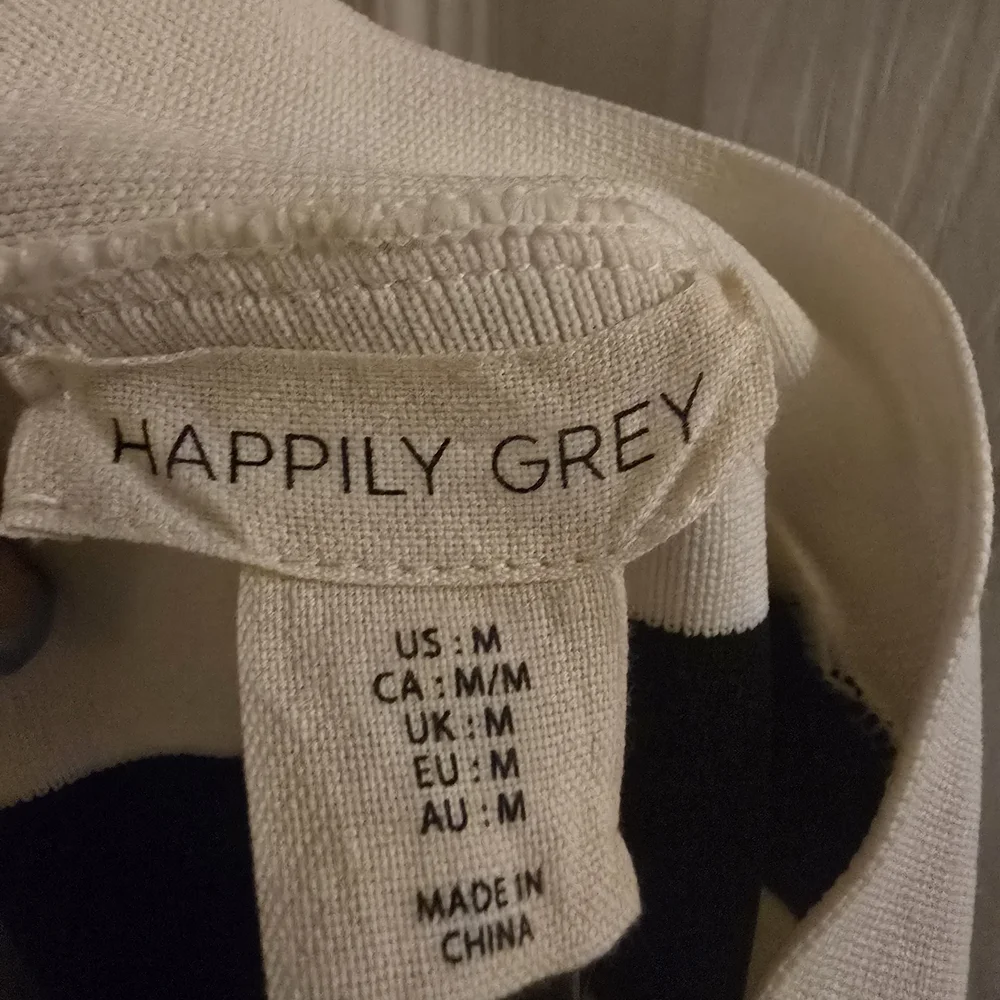 HAPPILY GREY
US : M
CA : M/M
UK : M
EU : M
AU : M
MADE IN
CHINA